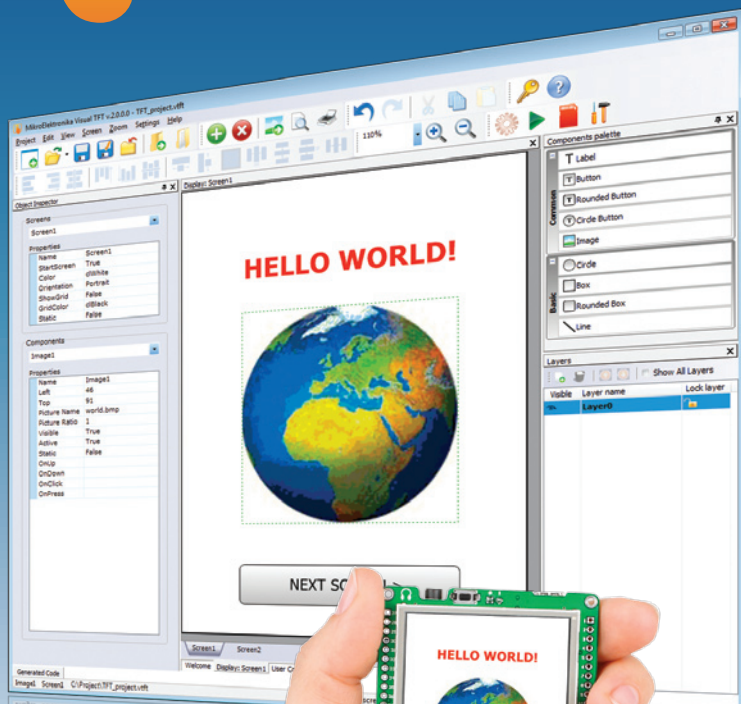 MikroElektronika Visual TFT v.2.0.0.0 - TFT_project.vtft
Project Edit View Screen Zoom Settings Help
110%
Object Inspector
Screens
Screen1
Properties
Name Screen1
StartScreen True
Color clWhite
Orientation Portrait
ShowGrid False
GridColor clBlack
Static False
Components
Image1
Properties
Name Image1
Left 46
Top 91
Picture Name world.bmp
Picture Ratio 1
Visible True
Active True
Static False
OnUp
OnDown
OnClick
OnPress
Generated Code
Image1 Screen1 C:\Project\TFT_project.vtft
Display: Screen1
HELLO WORLD!
NEXT
Screen1 Screen2
Welcome Display: Screen1 User
Components palette
Common
T Label
T Button
T Rounded Button
T Circle Button
Image
Basic
Circle
Box
Rounded Box
Line
Layers
Show All Layers
Visible Layer name Lock layer
Layer0
HELLO WORLD!